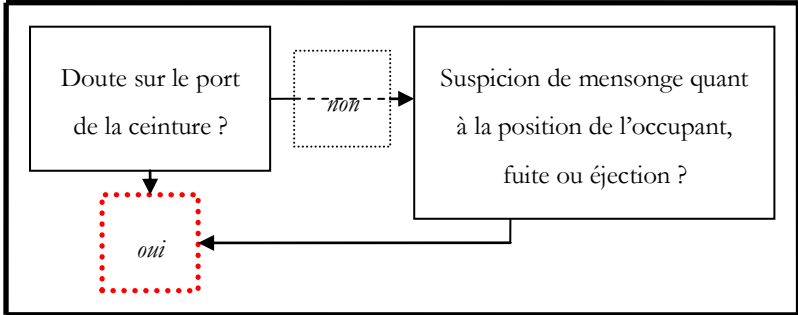 Doute sur le port
de la ceinture ?
non
Suspicion de mensonge quant
à la position de l’occupant,
fuite ou éjection ?
oui